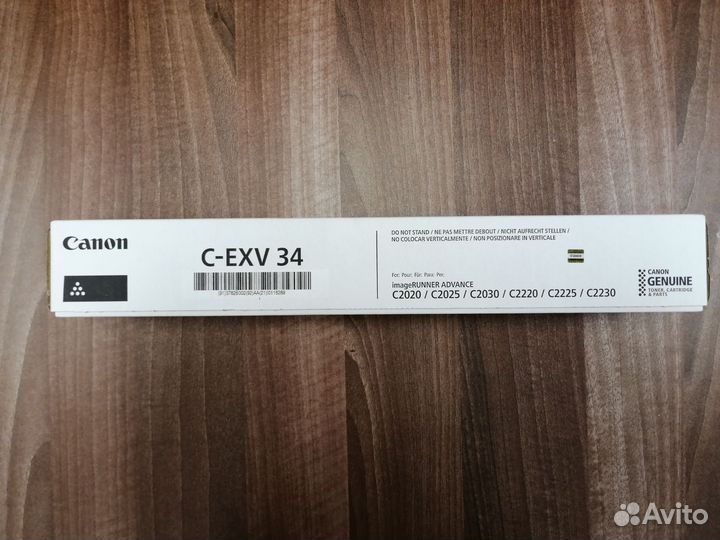 Canon
C-EXV 34
DO NOT STAND / NE PAS METTRE DEBOUT / NICHT AUFRECHT STELLEN /
NO COLOCAR VERTICALMENTE / NON POSIZIONARE IN VERTICALE
For: Pour: Für: Para: Per:
imageRUNNER ADVANCE
C2020 / C2025 / C2030 / C2220 / C2225 / C2230
CANON
GENUINE
TONER, CARTRIDGE
& PARTS
Avito